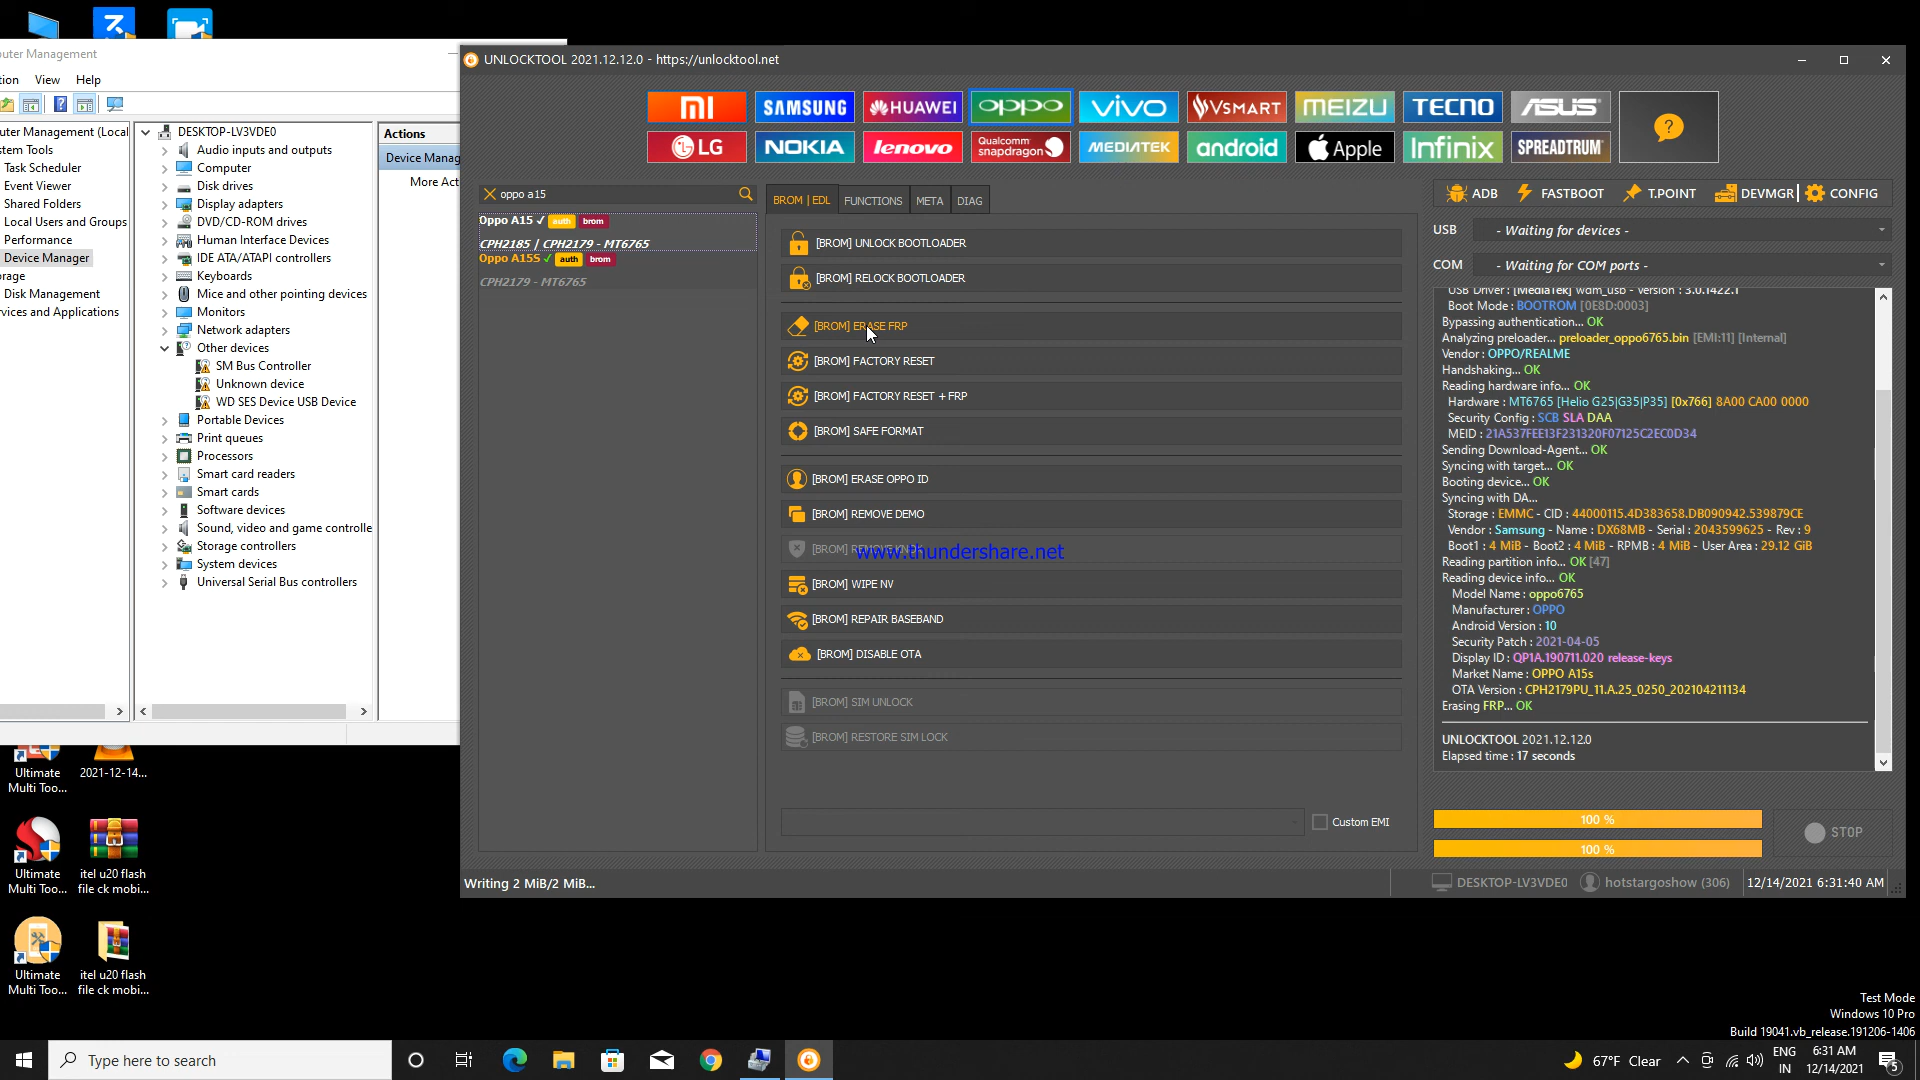 uter Management
tion View Help
uter Management (Local
stem Tools
Task Scheduler
Event Viewer
Shared Folders
Local Users and Groups
Performance
Device Manager
rage
Disk Management
vices and Applications
DESKTOP-LV3VDE0
Audio inputs and outputs
Computer
Disk drives
Display adapters
DVD/CD-ROM drives
Human Interface Devices
IDE ATA/ATAPI controllers
Keyboards
Mice and other pointing devices
Monitors
Network adapters
Other devices
SM Bus Controller
Unknown device
WD SES Device USB Device
Portable Devices
Print queues
Processors
Smart card readers
Smart cards
Software devices
Sound, video and game controlle
Storage controllers
System devices
Universal Serial Bus controllers
Actions
Device Manag
More Act
UNLOCKTOOL 2021.12.12.0 - https://unlocktool.net
mi SAMSUNG HUAWEI oppo vivo VSMART MEIZU TECNO ASUS ?
LG NOKIA lenovo Qualcomm snapdragon MEDIATEK android Apple Infinix SPREADTRUM
oppo a15
Oppo A15 ✓ auth brom
CPH2185 | CPH2179 - MT6765
Oppo A15S ✓ auth brom
CPH2179 - MT6765
BROM | EDL FUNCTIONS META DIAG
[BROM] UNLOCK BOOTLOADER
[BROM] RELOCK BOOTLOADER
[BROM] ERASE FRP
[BROM] FACTORY RESET
[BROM] FACTORY RESET + FRP
[BROM] SAFE FORMAT
[BROM] ERASE OPPO ID
[BROM] REMOVE DEMO
[BROM]
www.thundershare.net
[BROM] WIPE NV
[BROM] REPAIR BASEBAND
[BROM] DISABLE OTA
[BROM] SIM UNLOCK
[BROM] RESTORE SIM LOCK
Custom EMI
ADB FASTBOOT T.POINT DEVMGR CONFIG
USB - Waiting for devices -
COM - Waiting for COM ports -
USB Driver : [MediaTek] wdm_usb - Version : 3.0.1422.1
Boot Mode : BOOTROM [0E8D:0003]
Bypassing authentication... OK
Analyzing preloader... preloader_oppo6765.bin [EMI:11] [Internal]
Vendor : OPPO/REALME
Handshaking... OK
Reading hardware info... OK
Hardware : MT6765 [Helio G25|G35|P35] [0x766] 8A00 CA00 0000
Security Config : SCB SLA DAA
MEID : 21A537FEE13F231320F07125C2EC0D34
Sending Download-Agent... OK
Syncing with target... OK
Booting device... OK
Syncing with DA...
Storage : EMMC - CID : 44000115.4D383658.DB090942.539879CE
Vendor : Samsung - Name : DX68MB - Serial : 2043599625 - Rev : 9
Boot1 : 4 MiB - Boot2 : 4 MiB - RPMB : 4 MiB - User Area : 29.12 GiB
Reading partition info... OK [47]
Reading device info... OK
Model Name : oppo6765
Manufacturer : OPPO
Android Version : 10
Security Patch : 2021-04-05
Display ID : QP1A.190711.020 release-keys
Market Name : OPPO A15s
OTA Version : CPH2179PU_11.A.25_0250_202104211134
Erasing FRP... OK
UNLOCKTOOL 2021.12.12.0
Elapsed time : 17 seconds
100 %
100 %
STOP
Writing 2 MiB/2 MiB...
DESKTOP-LV3VDE0 hotstargoshow (306) 12/14/2021 6:31:40 AM
Ultimate Multi Too...
2021-12-14...
Ultimate Multi Too...
itel u20 flash file ck mobi...
Ultimate Multi Too...
itel u20 flash file ck mobi...
Test Mode
Windows 10 Pro
Build 19041.vb_release.191206-1406
Type here to search
67°F Clear
ENG
IN
6:31 AM
12/14/2021
5